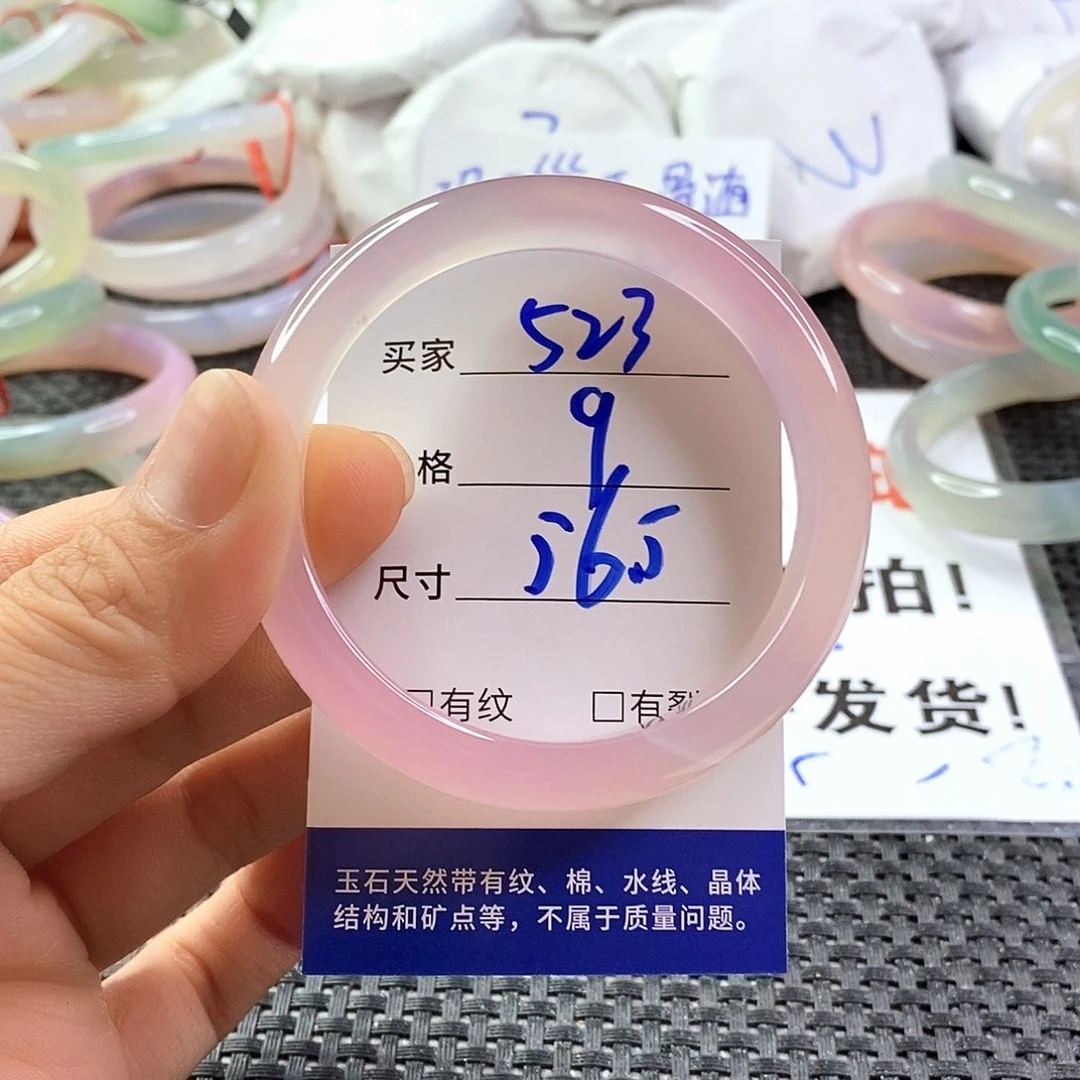 买家 523
格 9
尺寸 56.5
□有纹 □有裂
玉石天然带有纹、棉、水线、晶体
结构和矿点等，不属于质量问题。
拍！
发货！